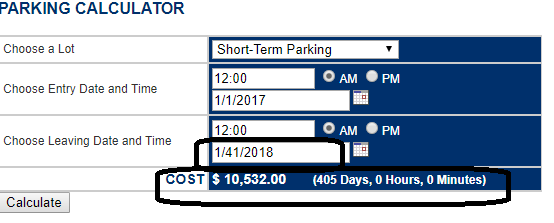 PARKING CALCULATOR
Choose a Lot Short-Term Parking
12:00 AM PM
Choose Entry Date and Time
1/1/2017
12:00 AM PM
Choose Leaving Date and Time
1/41/2018
COST $ 10,532.00 (405 Days, 0 Hours, 0 Minutes)
Calculate